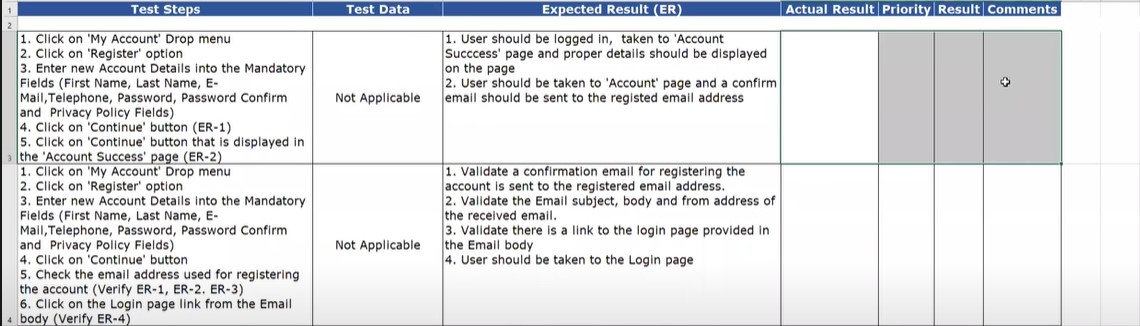 1 Test Steps Test Data Expected Result (ER) Actual Result Priority Result Comments
2
1. Click on 'My Account' Drop menu
2. Click on 'Register' option
3. Enter new Account Details into the Mandatory
Fields (First Name, Last Name, E-
Mail,Telephone, Password, Password Confirm
and  Privacy Policy Fields)
4. Click on 'Continue' button (ER-1)
5. Click on 'Continue' button that is displayed in
3 the 'Account Success' page (ER-2)
Not Applicable
1. User should be logged in,  taken to 'Account
Succcess' page and proper details should be displayed
on the page
2. User should be taken to 'Account' page and a confirm
email should be sent to the registed email address
1. Click on 'My Account' Drop menu
2. Click on 'Register' option
3. Enter new Account Details into the Mandatory
Fields (First Name, Last Name, E-
Mail,Telephone, Password, Password Confirm
and  Privacy Policy Fields)
4. Click on 'Continue' button
5. Check the email address used for registering
the account (Verify ER-1, ER-2. ER-3)
6. Click on the Login page link from the Email
4 body (Verify ER-4)
Not Applicable
1. Validate a confirmation email for registering the
account is sent to the registered email address.
2. Validate the Email subject, body and from address of
the received email.
3. Validate there is a link to the login page provided in
the Email body
4. User should be taken to the Login page